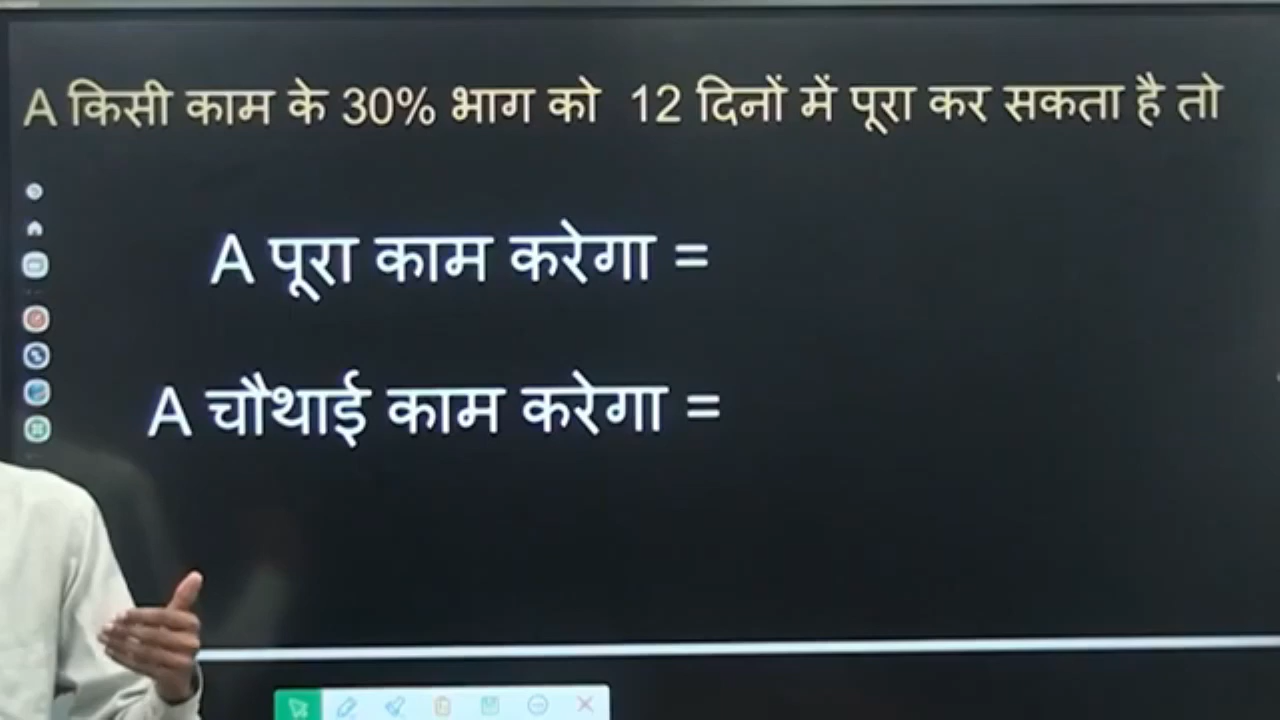 A किसी काम के 30% भाग को 12 दिनों में पूरा कर सकता है तो
A पूरा काम करेगा =
A चौथाई काम करेगा =